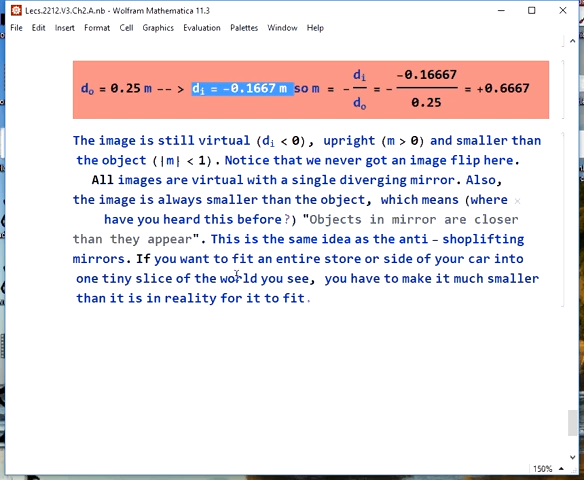 Lecs.2212.V3.Ch2.A.nb - Wolfram Mathematica 11.3
File Edit Insert Format Cell Graphics Evaluation Palettes Window Help
dₒ = 0.25 m -- > dᵢ = -0.1667 m so m = - dᵢ/dₒ = - -0.16667/0.25 = +0.6667
The image is still virtual (dᵢ < 0), upright (m > 0) and smaller than
the object (|m| < 1). Notice that we never got an image flip here.
All images are virtual with a single diverging mirror. Also,
the image is always smaller than the object, which means (where
have you heard this before?) "Objects in mirror are closer
than they appear". This is the same idea as the anti - shoplifting
mirrors. If you want to fit an entire store or side of your car into
one tiny slice of the world you see, you have to make it much smaller
than it is in reality for it to fit.
150%